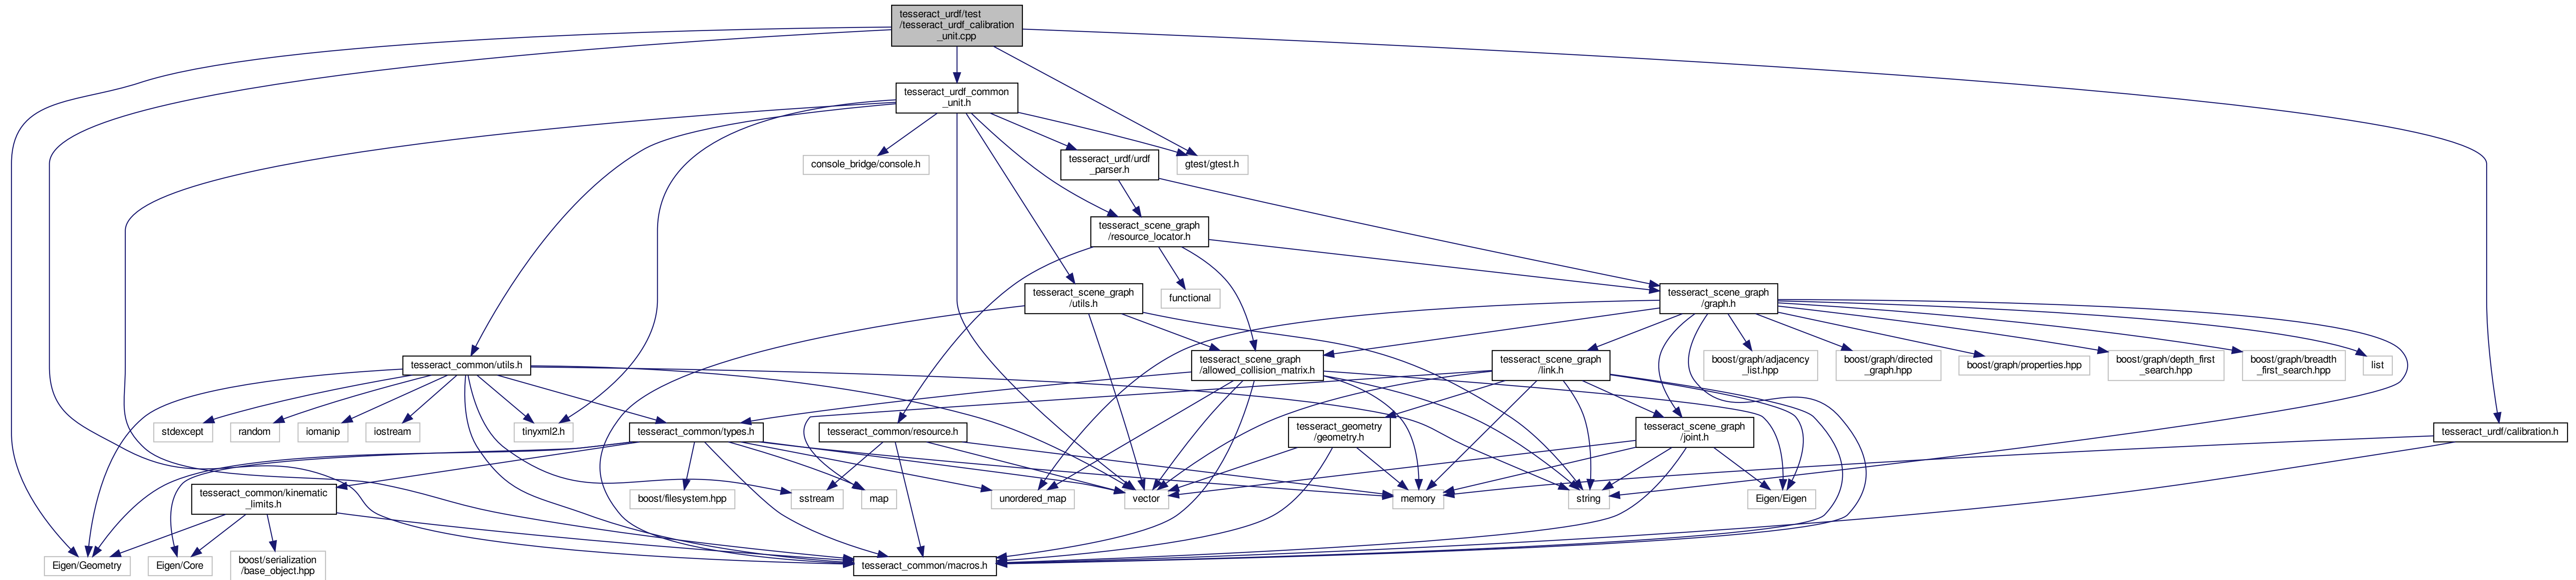 tesseract_urdf/test
/tesseract_urdf_calibration
_unit.cpp
tesseract_urdf_common
_unit.h
console_bridge/console.h
tesseract_urdf/urdf
_parser.h
gtest/gtest.h
tesseract_scene_graph
/resource_locator.h
tesseract_scene_graph
/utils.h
functional
tesseract_scene_graph
/graph.h
tesseract_common/utils.h
tesseract_scene_graph
/allowed_collision_matrix.h
tesseract_scene_graph
/link.h
boost/graph/adjacency
_list.hpp
boost/graph/directed
_graph.hpp
boost/graph/properties.hpp
boost/graph/depth_first
_search.hpp
boost/graph/breadth
_first_search.hpp
list
stdexcept
random
iomanip
iostream
tinyxml2.h
tesseract_common/types.h
tesseract_common/resource.h
tesseract_geometry
/geometry.h
tesseract_scene_graph
/joint.h
tesseract_urdf/calibration.h
tesseract_common/kinematic
_limits.h
boost/filesystem.hpp
sstream
map
unordered_map
vector
memory
string
Eigen/Eigen
Eigen/Geometry
Eigen/Core
boost/serialization
/base_object.hpp
tesseract_common/macros.h